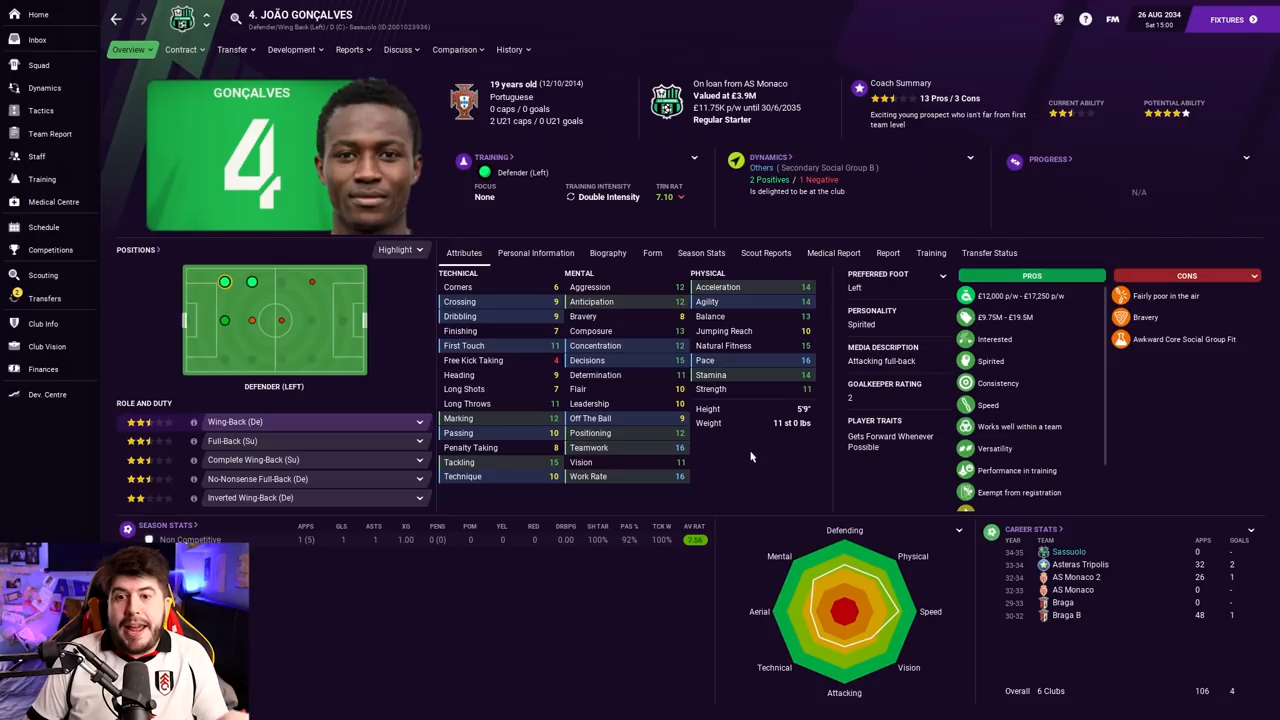 4. JOÃO GONÇALVES
Defender/Wing Back (Left) / D (C) - Sassuolo (ID:2001023936)
FM
26 AUG 2034
Sat 15:00
FIXTURES
Home
Inbox
Squad
Dynamics
Tactics
Team Report
Staff
Training
Medical Centre
Schedule
Competitions
Scouting
2
Transfers
Club Info
Club Vision
Finances
Dev. Centre
Overview
Contract
Transfer
Development
Reports
Discuss
Comparison
History
GONÇALVES
4
19 years old (12/10/2014)
Portuguese
0 caps / 0 goals
2 U21 caps / 0 U21 goals
On loan from AS Monaco
Valued at £3.9M
£11.75K p/w until 30/6/2035
Regular Starter
Coach Summary
13 Pros / 3 Cons
Exciting young prospect who isn't far from first
team level
CURRENT ABILITY
POTENTIAL ABILITY
TRAINING
Defender (Left)
FOCUS
None
TRAINING INTENSITY
Double Intensity
TRN RAT
7.10
DYNAMICS
Others ( Secondary Social Group B )
2 Positives / 1 Negative
Is delighted to be at the club
PROGRESS
N/A
POSITIONS
Highlight
DEFENDER (LEFT)
ROLE AND DUTY
Wing-Back (De)
Full-Back (Su)
Complete Wing-Back (Su)
No-Nonsense Full-Back (De)
Inverted Wing-Back (De)
Attributes
Personal Information
Biography
Form
Season Stats
Scout Reports
Medical Report
Report
Training
Transfer Status
TECHNICAL
Corners 6
Crossing 9
Dribbling 9
Finishing 7
First Touch 11
Free Kick Taking 4
Heading 9
Long Shots 7
Long Throws 11
Marking 12
Passing 10
Penalty Taking 8
Tackling 15
Technique 10
MENTAL
Aggression 12
Anticipation 12
Bravery 8
Composure 13
Concentration 12
Decisions 15
Determination 11
Flair 10
Leadership 10
Off The Ball 9
Positioning 12
Teamwork 16
Vision 11
Work Rate 16
PHYSICAL
Acceleration 14
Agility 14
Balance 13
Jumping Reach 10
Natural Fitness 15
Pace 16
Stamina 14
Strength 11
Height 5'9"
Weight 11 st 0 lbs
PREFERRED FOOT
Left
PERSONALITY
Spirited
MEDIA DESCRIPTION
Attacking full-back
GOALKEEPER RATING
2
PLAYER TRAITS
Gets Forward Whenever
Possible
PROS
£12,000 p/w - £17,250 p/w
£9.75M - £19.5M
Interested
Spirited
Consistency
Speed
Works well within a team
Versatility
Performance in training
Exempt from registration
CONS
Fairly poor in the air
Bravery
Awkward Core Social Group Fit
SEASON STATS
APPS GLS ASTS XG PENS POM YEL RED DRBPG SH TAR PAS % TCK W AV RAT
Non Competitive 1 (5) 1 1 1.00 0 (0) 0 0 0 0.00 100% 92% 100% 7.56
Defending
Physical
Speed
Vision
Attacking
Technical
Aerial
Mental
CAREER STATS
YEAR TEAM APPS GOALS
34-35 Sassuolo 0 -
33-34 Asteras Tripolis 32 2
32-34 AS Monaco 2 26 1
32-33 AS Monaco 0 -
29-33 Braga 0 -
30-32 Braga B 48 1
Overall 6 Clubs 106 4